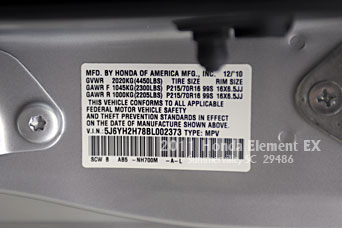 MFD. BY HONDA OF AMERICA MFG., INC. 12/'10
GVWR 2020KG(4450LBS) TIRE SIZE RIM SIZE
GAWR F 1045KG(2300LBS) P215/70R16 99S 16X6.5JJ
GAWR R 1000KG(2205LBS) P215/70R16 99S 16X6.5JJ
THIS VEHICLE CONFORMS TO ALL APPLICABLE
FEDERAL MOTOR VEHICLE SAFETY
AND THEFT PREVENTION STANDARDS IN EFFECT
ON THE DATE OF MANUFACTURE SHOWN ABOVE.
V.I.N. 5J6YH2H78BL002373 TYPE: MPV
SCW B ABS -NH700M -A-L
2011 Honda Element EX
Summerville, SC 29486